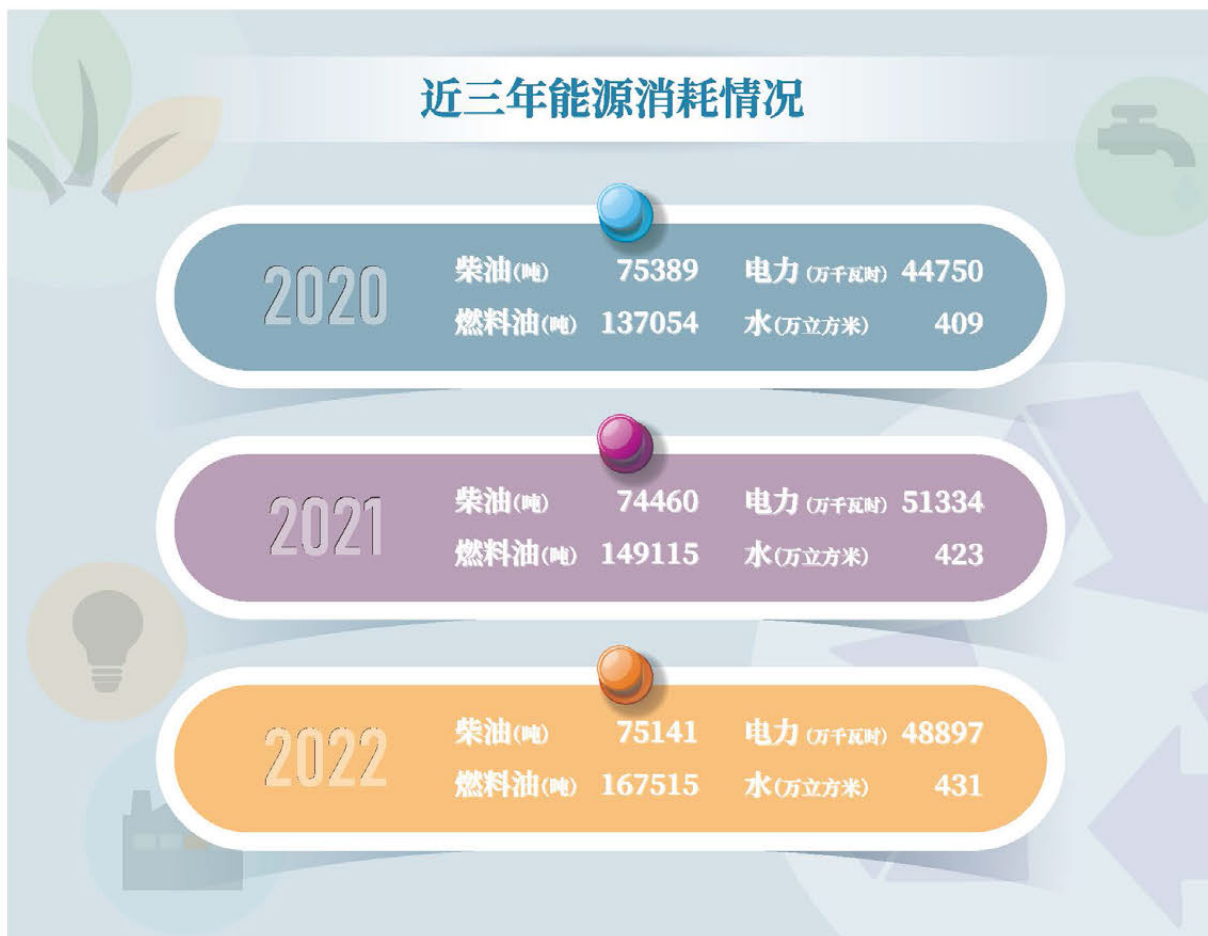 近三年能源消耗情况
2020
柴油(吨) 75389 电力(万千瓦时) 44750
燃料油(吨) 137054 水(万立方米) 409
2021
柴油(吨) 74460 电力(万千瓦时) 51334
燃料油(吨) 149115 水(万立方米) 423
2022
柴油(吨) 75141 电力(万千瓦时) 48897
燃料油(吨) 167515 水(万立方米) 431